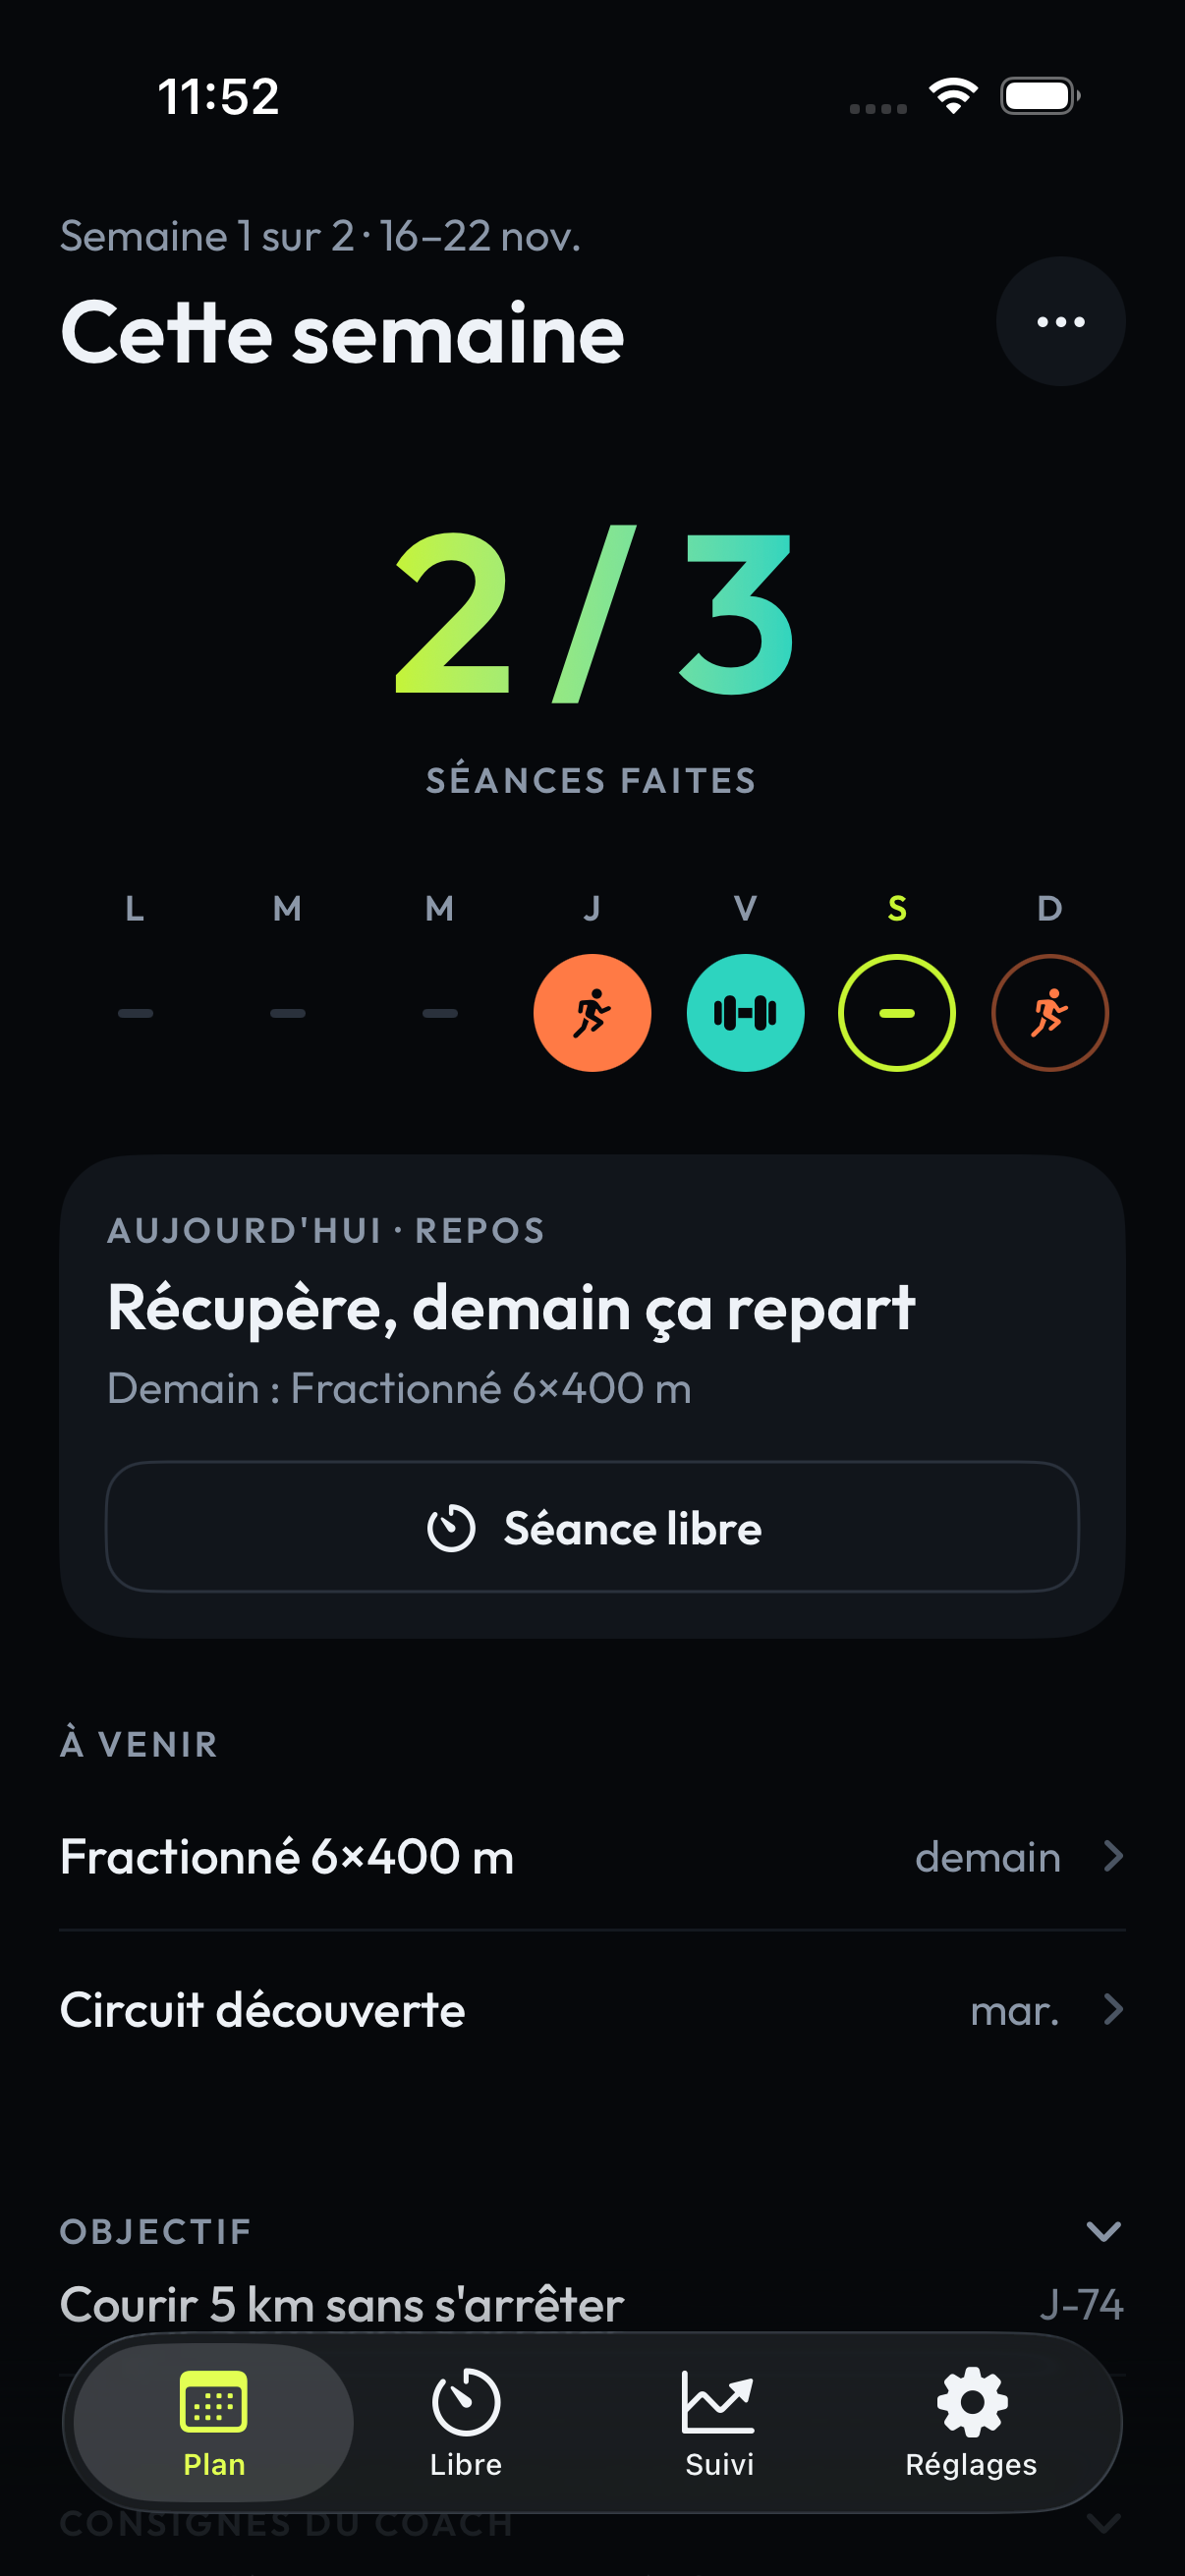 11:52
Semaine 1 sur 2 · 16–22 nov.
Cette semaine
2 / 3
SÉANCES FAITES
L M M J V S D
AUJOURD'HUI · REPOS
Récupère, demain ça repart
Demain : Fractionné 6×400 m
Séance libre
À VENIR
Fractionné 6×400 m demain
Circuit découverte mar.
OBJECTIF
Courir 5 km sans s'arrêter J-74
Plan Libre Suivi Réglages
CONSIGNES DU COACH